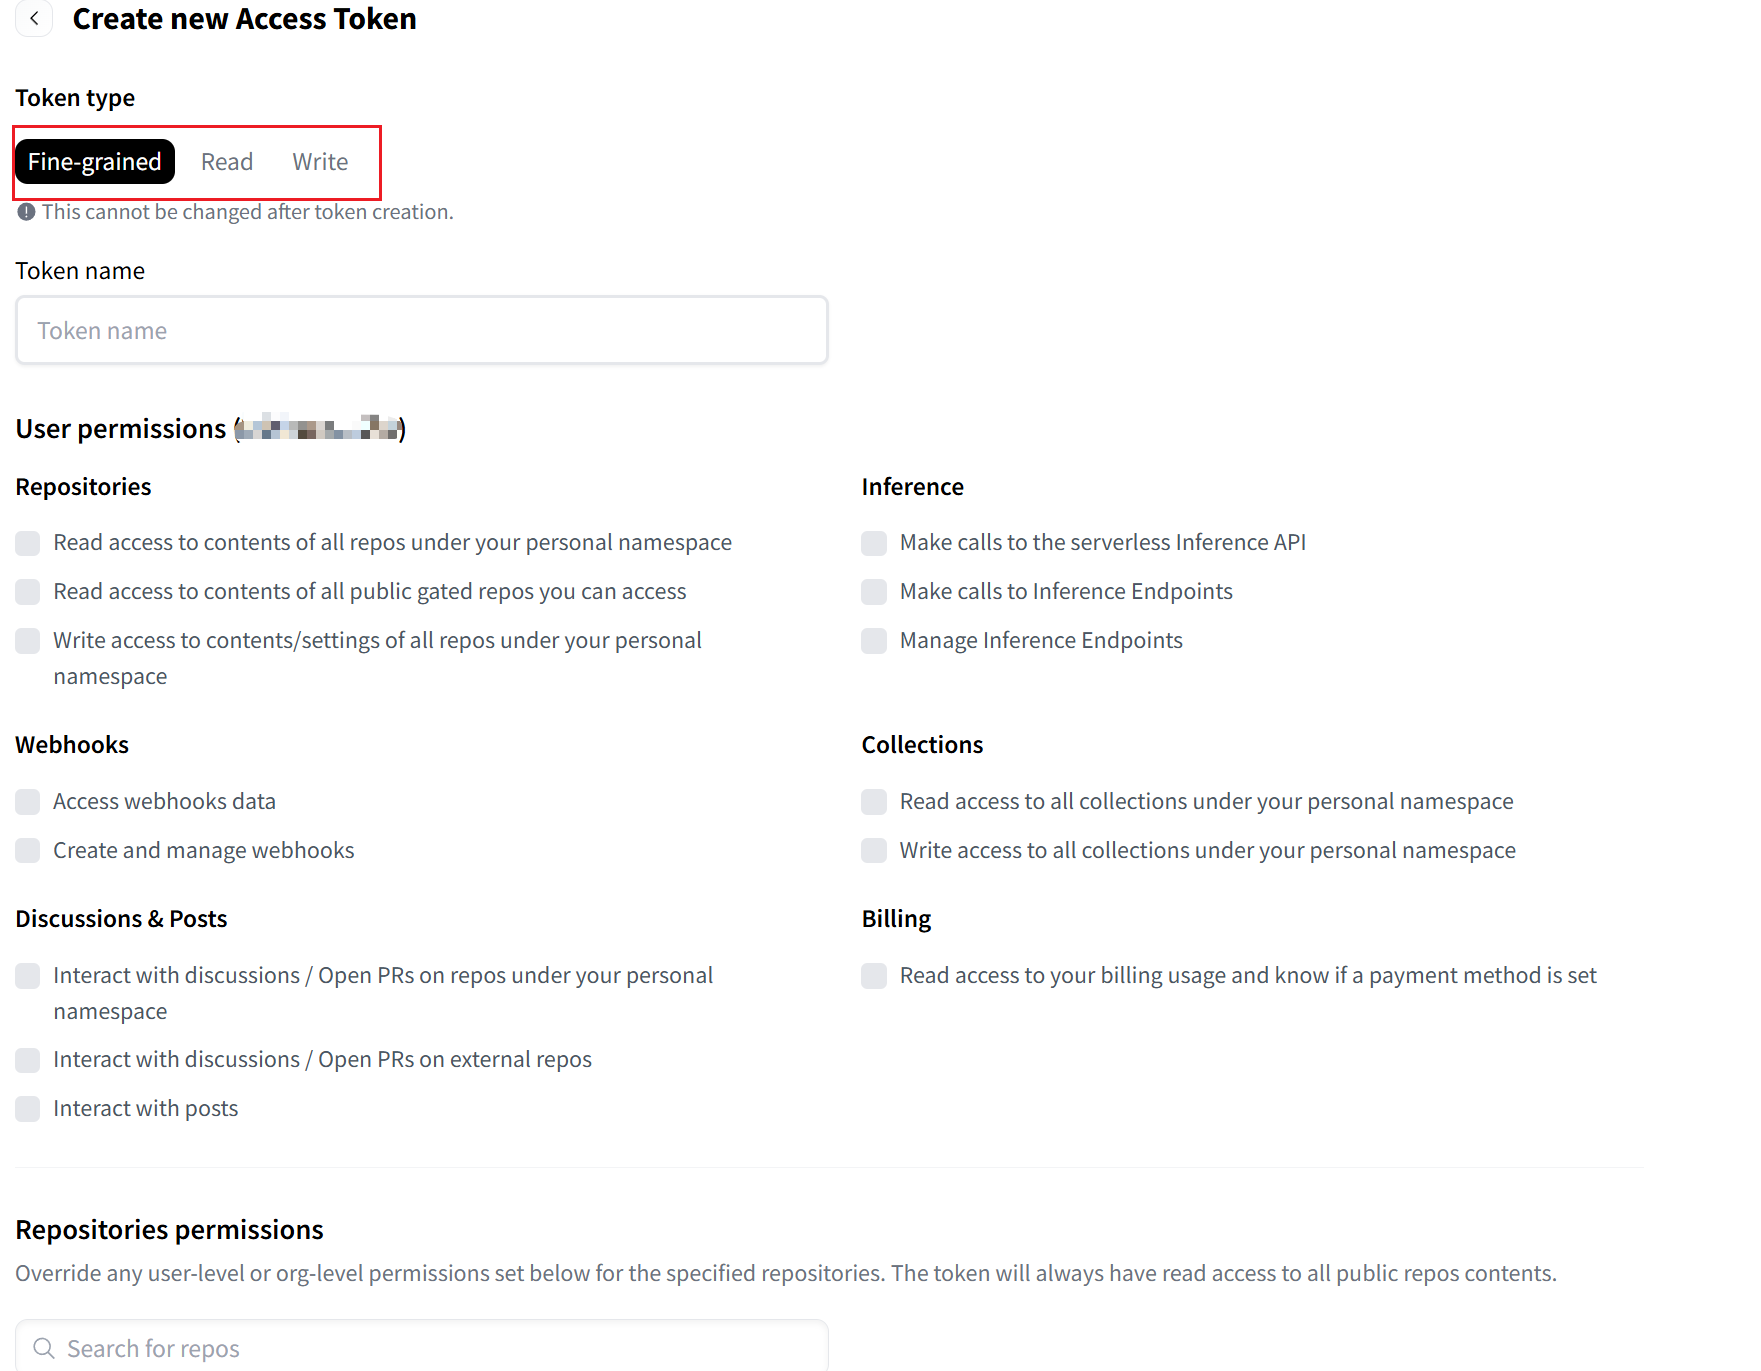 Create new Access Token
Token type
Fine-grained Read Write
This cannot be changed after token creation.
Token name
Token name
User permissions ( )
Repositories
Read access to contents of all repos under your personal namespace
Read access to contents of all public gated repos you can access
Write access to contents/settings of all repos under your personal
namespace
Inference
Make calls to the serverless Inference API
Make calls to Inference Endpoints
Manage Inference Endpoints
Webhooks
Access webhooks data
Create and manage webhooks
Collections
Read access to all collections under your personal namespace
Write access to all collections under your personal namespace
Discussions & Posts
Interact with discussions / Open PRs on repos under your personal
namespace
Interact with discussions / Open PRs on external repos
Interact with posts
Billing
Read access to your billing usage and know if a payment method is set
Repositories permissions
Override any user-level or org-level permissions set below for the specified repositories. The token will always have read access to all public repos contents.
Search for repos